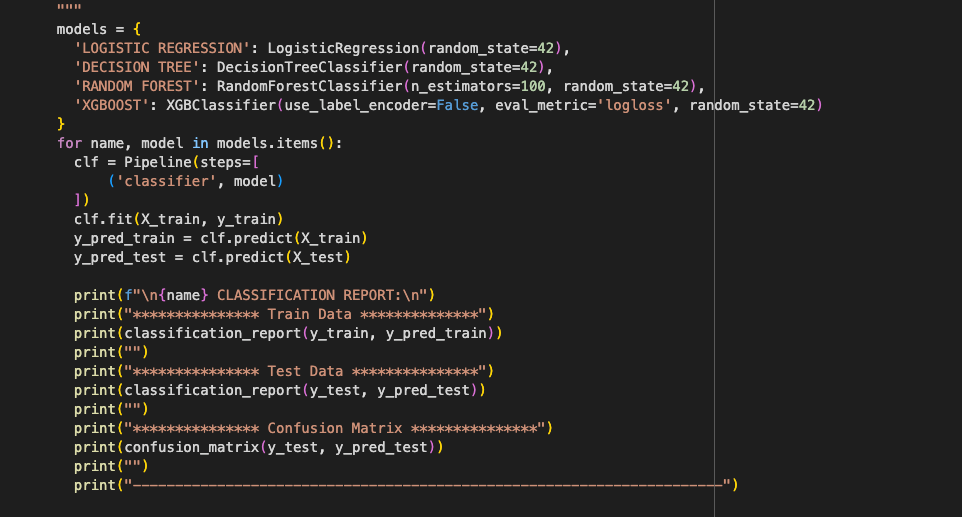 """
models = {
  'LOGISTIC REGRESSION': LogisticRegression(random_state=42),
  'DECISION TREE': DecisionTreeClassifier(random_state=42),
  'RANDOM FOREST': RandomForestClassifier(n_estimators=100, random_state=42),
  'XGBOOST': XGBClassifier(use_label_encoder=False, eval_metric='logloss', random_state=42)
}
for name, model in models.items():
  clf = Pipeline(steps=[
      ('classifier', model)
  ])
  clf.fit(X_train, y_train)
  y_pred_train = clf.predict(X_train)
  y_pred_test = clf.predict(X_test)

  print(f"\n{name} CLASSIFICATION REPORT:\n")
  print("*************** Train Data **************")
  print(classification_report(y_train, y_pred_train))
  print("")
  print("*************** Test Data ***************")
  print(classification_report(y_test, y_pred_test))
  print("")
  print("*************** Confusion Matrix ***************")
  print(confusion_matrix(y_test, y_pred_test))
  print("")
  print("----------------------------------------------------------------------")